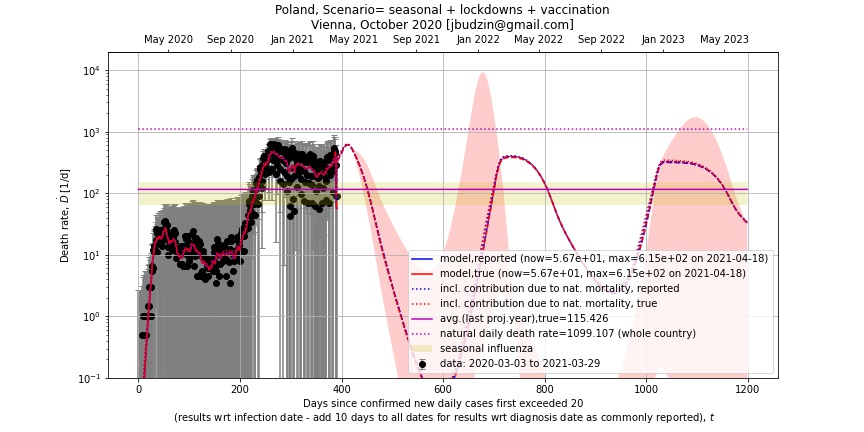 Poland, Scenario= seasonal + lockdowns + vaccination
Vienna, October 2020 [jbudzin@gmail.com]
May 2020 Sep 2020 Jan 2021 May 2021 Sep 2021 Jan 2022 May 2022 Sep 2022 Jan 2023 May 2023
Death rate, Ḋ [1/d]
10⁴
10³
10²
10¹
10⁰
10⁻¹
model,reported (now=5.67e+01, max=6.15e+02 on 2021-04-18)
model,true (now=5.67e+01, max=6.15e+02 on 2021-04-18)
incl. contribution due to nat. mortality, reported
incl. contribution due to nat. mortality, true
avg.(last proj.year),true=115.426
natural daily death rate=1099.107 (whole country)
seasonal influenza
data: 2020-03-03 to 2021-03-29
0 200 400 600 800 1000 1200
Days since confirmed new daily cases first exceeded 20
(results wrt infection date - add 10 days to all dates for results wrt diagnosis date as commonly reported), t